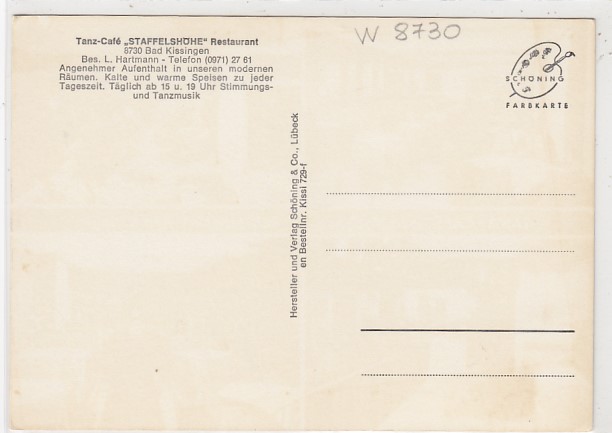 Tanz-Café „STAFFELSHÖHE" Restaurant
8730 Bad Kissingen
Bes. L. Hartmann - Telefon (0971) 27 61
Angenehmer Aufenthalt in unseren modernen
Räumen. Kalte und warme Speisen zu jeder
Tageszeit. Täglich ab 15 u. 19 Uhr Stimmungs-
und Tanzmusik
W 8730
SCHÖNING
FARBKARTE
Hersteller und Verlag Schöning & Co., Lübeck
en Bestellnr. Kissi 729-f